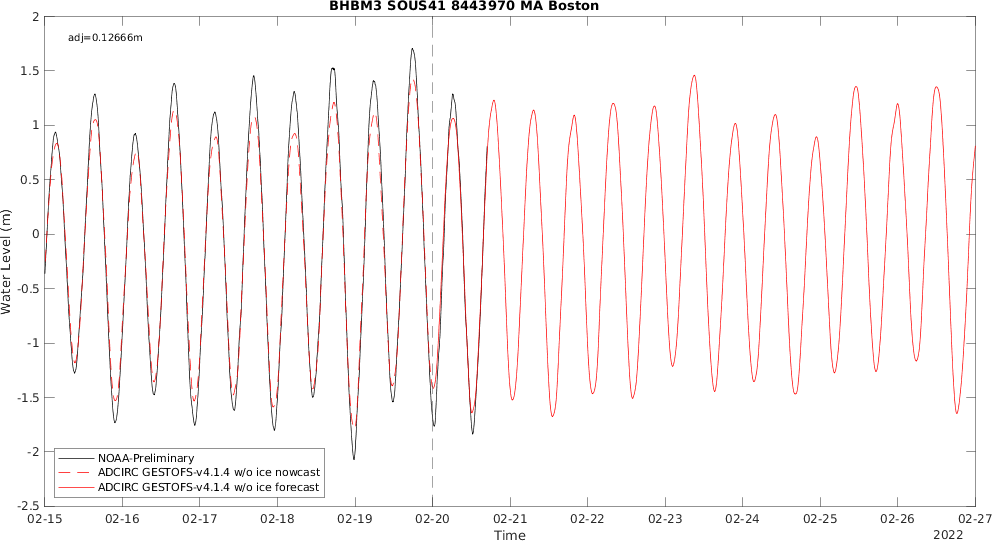 BHBM3 SOUS41 8443970 MA Boston
adj=0.12666m
2
1.5
1
0.5
0
-0.5
-1
-1.5
-2
-2.5
Water Level (m)
NOAA-Preliminary
ADCIRC GESTOFS-v4.1.4 w/o ice nowcast
ADCIRC GESTOFS-v4.1.4 w/o ice forecast
02-15 02-16 02-17 02-18 02-19 02-20 02-21 02-22 02-23 02-24 02-25 02-26 02-27
Time
2022